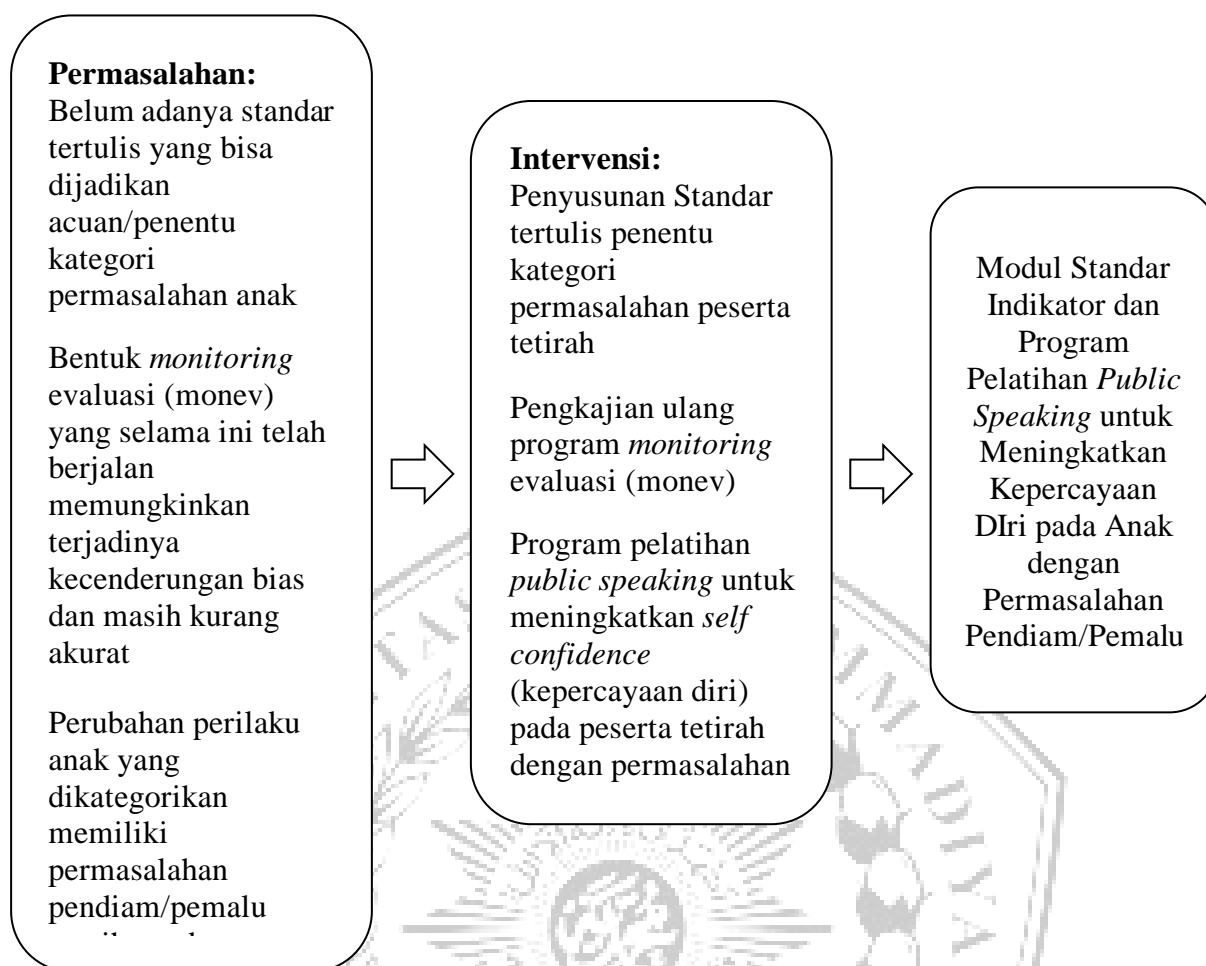 Permasalahan:
Belum adanya standar
tertulis yang bisa
dijadikan
acuan/penentu
kategori
permasalahan anak
Bentuk monitoring
evaluasi (monev)
yang selama ini telah
berjalan
memungkinkan
terjadinya
kecenderungan bias
dan masih kurang
akurat
Perubahan perilaku
anak yang
dikategorikan
memiliki
permasalahan
pendiam/pemalu
Intervensi:
Penyusunan Standar
tertulis penentu
kategori
permasalahan peserta
tetirah
Pengkajian ulang
program monitoring
evaluasi (monev)
Program pelatihan
public speaking untuk
meningkatkan self
confidence
(kepercayaan diri)
pada peserta tetirah
dengan permasalahan
Modul Standar
Indikator dan
Program
Pelatihan Public
Speaking untuk
Meningkatkan
Kepercayaan
DIri pada Anak
dengan
Permasalahan
Pendiam/Pemalu